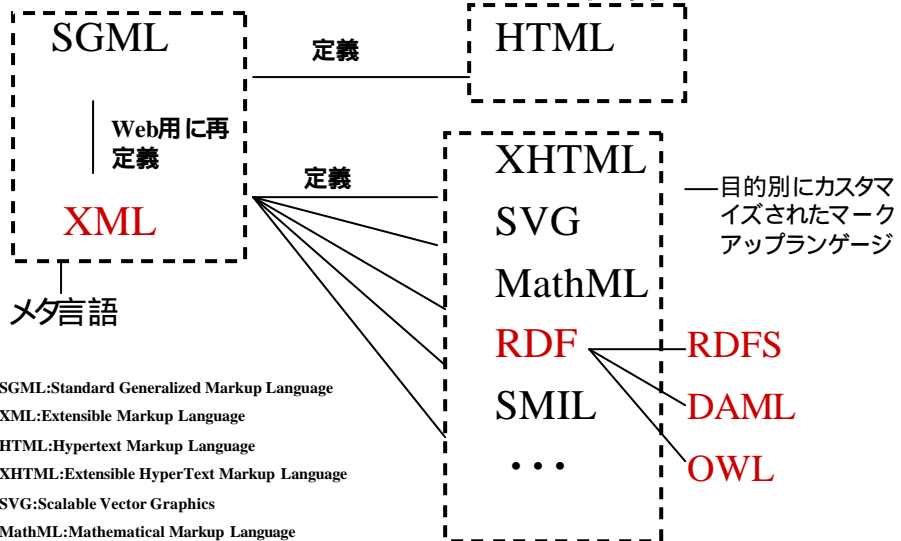 SGML
定義
HTML
Web用に再
定義
XML
メタ言語
定義
XHTML
SVG
MathML
RDF
SMIL
・・・
目的別にカスタマ
イズされたマーク
アップランゲージ
RDFS
DAML
OWL
SGML:Standard Generalized Markup Language
XML:Extensible Markup Language
HTML:Hypertext Markup Language
XHTML:Extensible HyperText Markup Language
SVG:Scalable Vector Graphics
MathML:Mathematical Markup Language